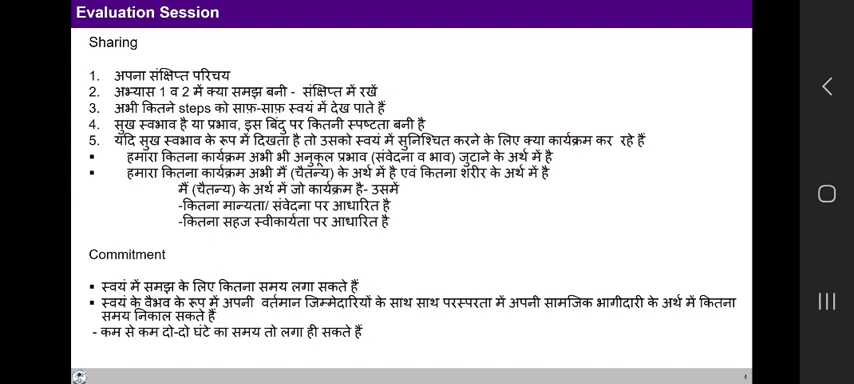 Evaluation Session
Sharing
1. अपना संक्षिप्त परिचय
2. अभ्यास 1 व 2 में क्या समझ बनी - संक्षिप्त में रखें
3. अभी कितने steps को साफ़-साफ़ स्वयं में देख पाते हैं
4. सुख स्वभाव है या प्रभाव, इस बिंदु पर कितनी स्पष्टता बनी है
5. यदि सुख स्वभाव के रूप में दिखता है तो उसको स्वयं में सुनिश्चित करने के लिए क्या कार्यक्रम कर रहे हैं
▪ हमारा कितना कार्यक्रम अभी भी अनुकूल प्रभाव (संवेदना व भाव) जुटाने के अर्थ में है
▪ हमारा कितना कार्यक्रम अभी मैं (चैतन्य) के अर्थ में है एवं कितना शरीर के अर्थ में है
मैं (चैतन्य) के अर्थ में जो कार्यक्रम है- उसमें
-कितना मान्यता/ संवेदना पर आधारित है
-कितना सहज स्वीकार्यता पर आधारित है
Commitment
▪ स्वयं में समझ के लिए कितना समय लगा सकते हैं
▪ स्वयं के वैभव के रूप में अपनी वर्तमान जिम्मेदारियों के साथ साथ परस्परता में अपनी सामजिक भागीदारी के अर्थ में कितना
समय निकाल सकते हैं
- कम से कम दो-दो घंटे का समय तो लगा ही सकते हैं